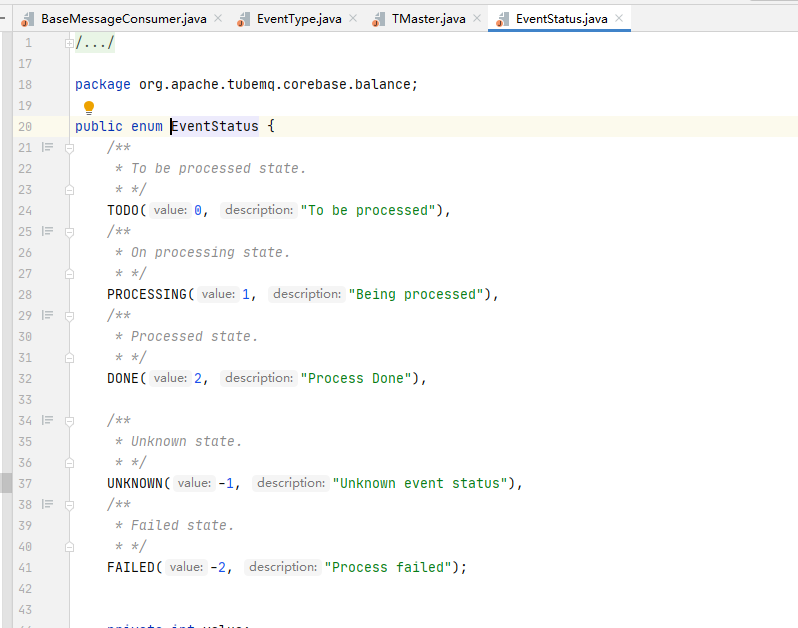 BaseMessageConsumer.java EventType.java TMaster.java EventStatus.java
1 /.../
17
18 package org.apache.tubemq.corebase.balance;
19
20 public enum EventStatus {
21 /**
22 * To be processed state.
23 * */
24 TODO( value: 0, description: "To be processed"),
25 /**
26 * On processing state.
27 * */
28 PROCESSING( value: 1, description: "Being processed"),
29 /**
30 * Processed state.
31 * */
32 DONE( value: 2, description: "Process Done"),
33
34 /**
35 * Unknown state.
36 * */
37 UNKNOWN( value: -1, description: "Unknown event status"),
38 /**
39 * Failed state.
40 * */
41 FAILED( value: -2, description: "Process failed");
42
43
private int value;